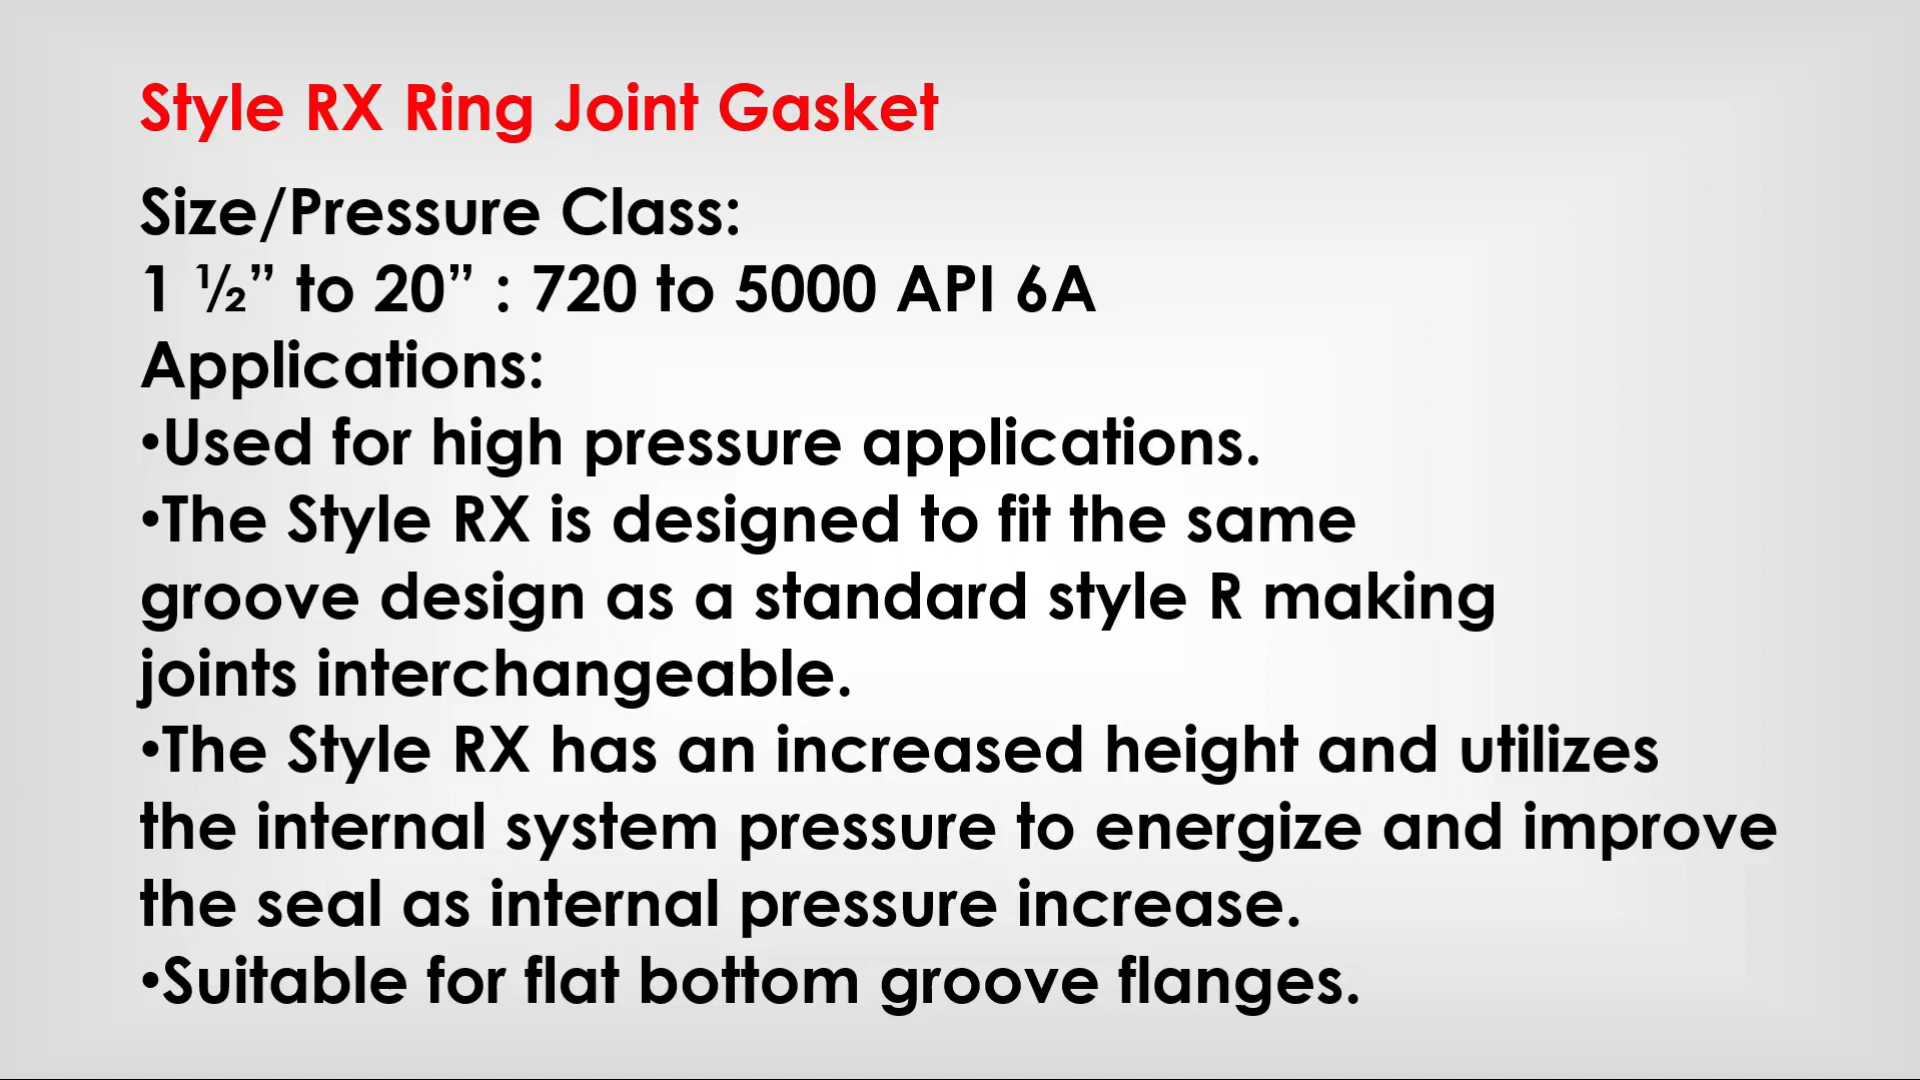 Style RX Ring Joint Gasket
Size/Pressure Class:
1 ½” to 20” : 720 to 5000 API 6A
Applications:
•Used for high pressure applications.
•The Style RX is designed to fit the same
groove design as a standard style R making
joints interchangeable.
•The Style RX has an increased height and utilizes
the internal system pressure to energize and improve
the seal as internal pressure increase.
•Suitable for flat bottom groove flanges.